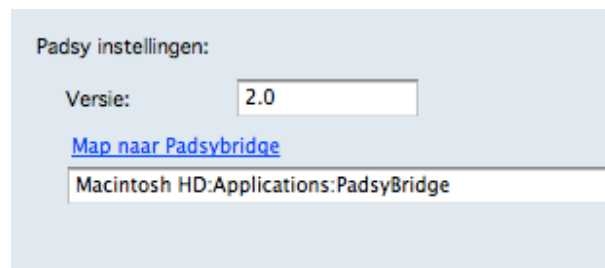 Padsy instellingen:
Versie: 2.0
Map naar Padsybridge
Macintosh HD:Applications:PadsyBridge